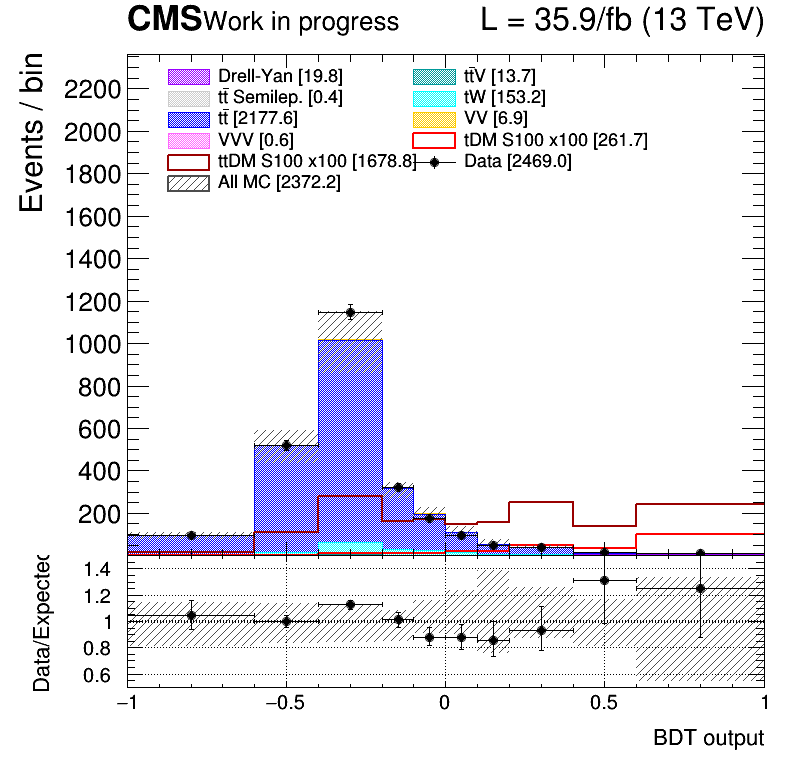 CMS Work in progress L = 35.9/fb (13 TeV)
Events / bin
2200
2000
1800
1600
1400
1200
1000
800
600
400
200
Drell-Yan [19.8] tt̄V [13.7]
tt̄ Semilep. [0.4] tW [153.2]
tt̄ [2177.6] VV [6.9]
VVV [0.6] tDM S100 x100 [261.7]
ttDM S100 x100 [1678.8] Data [2469.0]
All MC [2372.2]
Data/Expected
1.4
1.2
1
0.8
0.6
−1 −0.5 0 0.5 1
BDT output